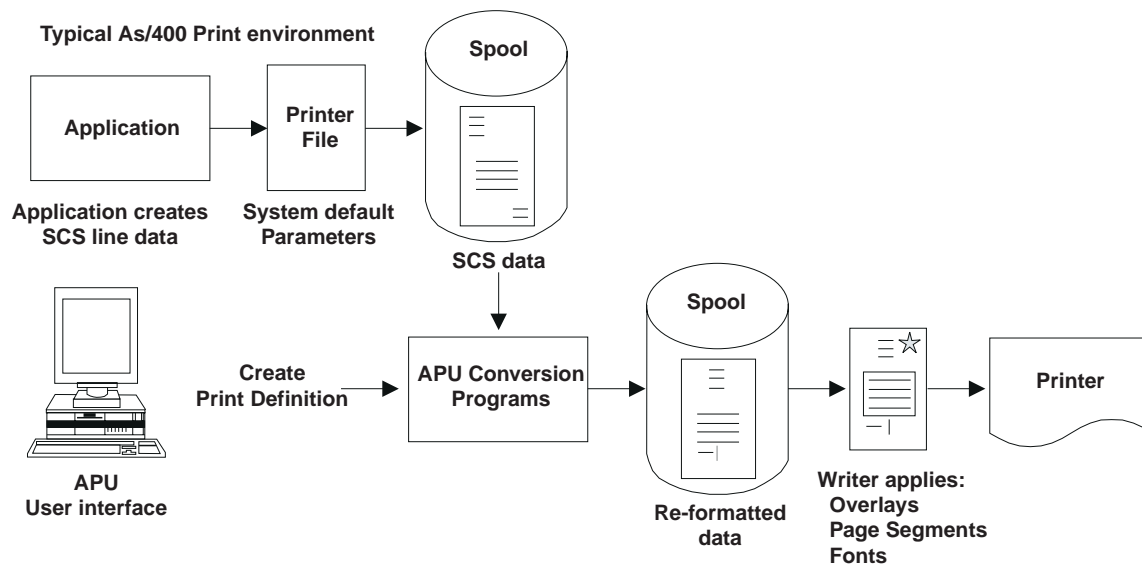 Typical As/400 Print environment
Spool
Application
Printer
File
Application creates
SCS line data
System default
Parameters
SCS data
Spool
Create
Print Definition
APU Conversion
Programs
Printer
APU
User interface
Re-formatted
data
Writer applies:
Overlays
Page Segments
Fonts